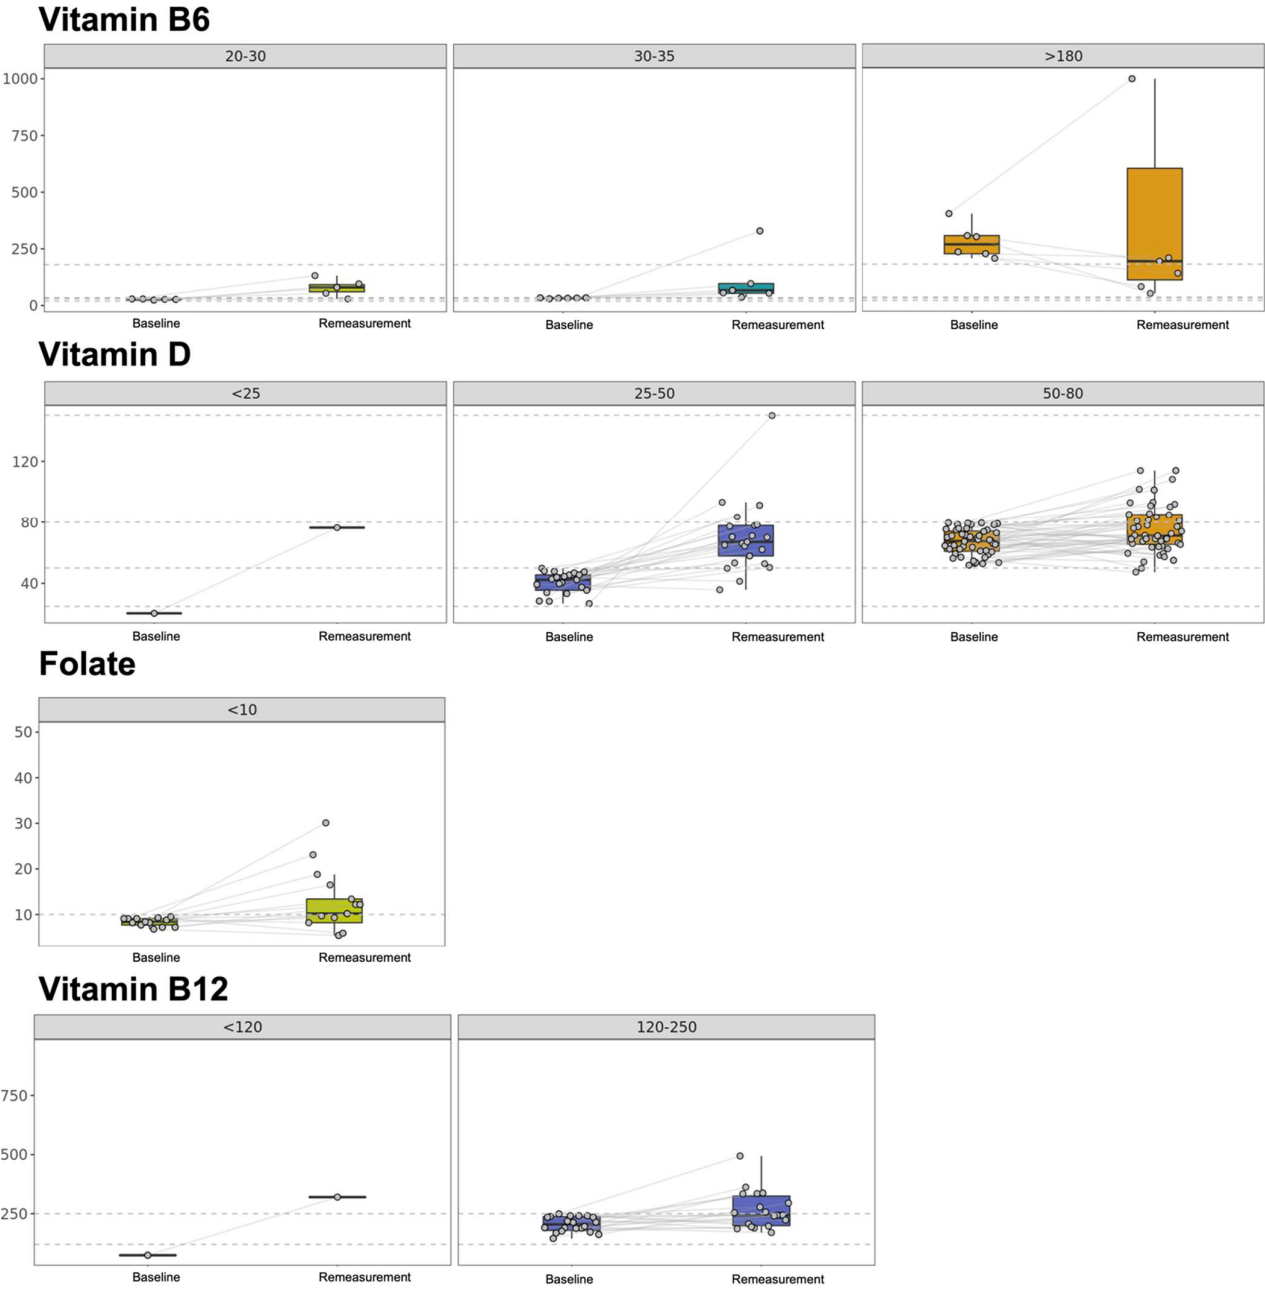 Vitamin B6
20-30 30-35 >180
1000
750
500
250
0
Baseline Remeasurement Baseline Remeasurement Baseline Remeasurement
Vitamin D
<25 25-50 50-80
120
80
40
Baseline Remeasurement Baseline Remeasurement Baseline Remeasurement
Folate
<10
50
40
30
20
10
Baseline Remeasurement
Vitamin B12
<120 120-250
750
500
250
Baseline Remeasurement Baseline Remeasurement